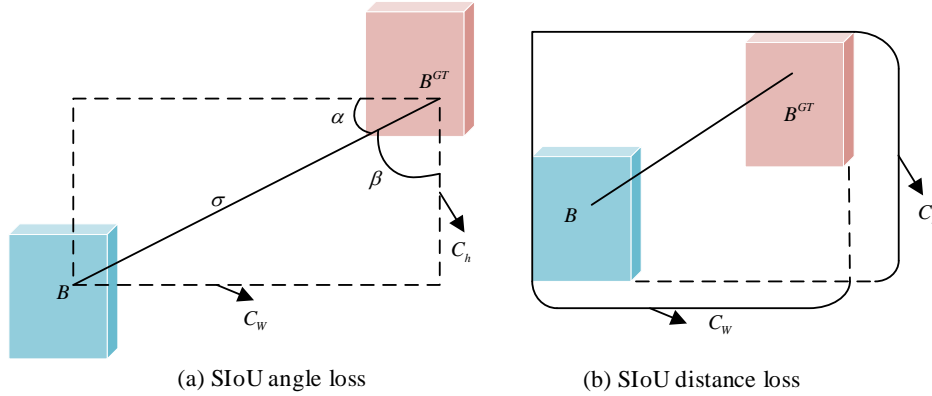 B^{GT}
α
β
σ
C_h
B
C_W
(a) SIoU angle loss
B^{GT}
B
C
C_W
(b) SIoU distance loss